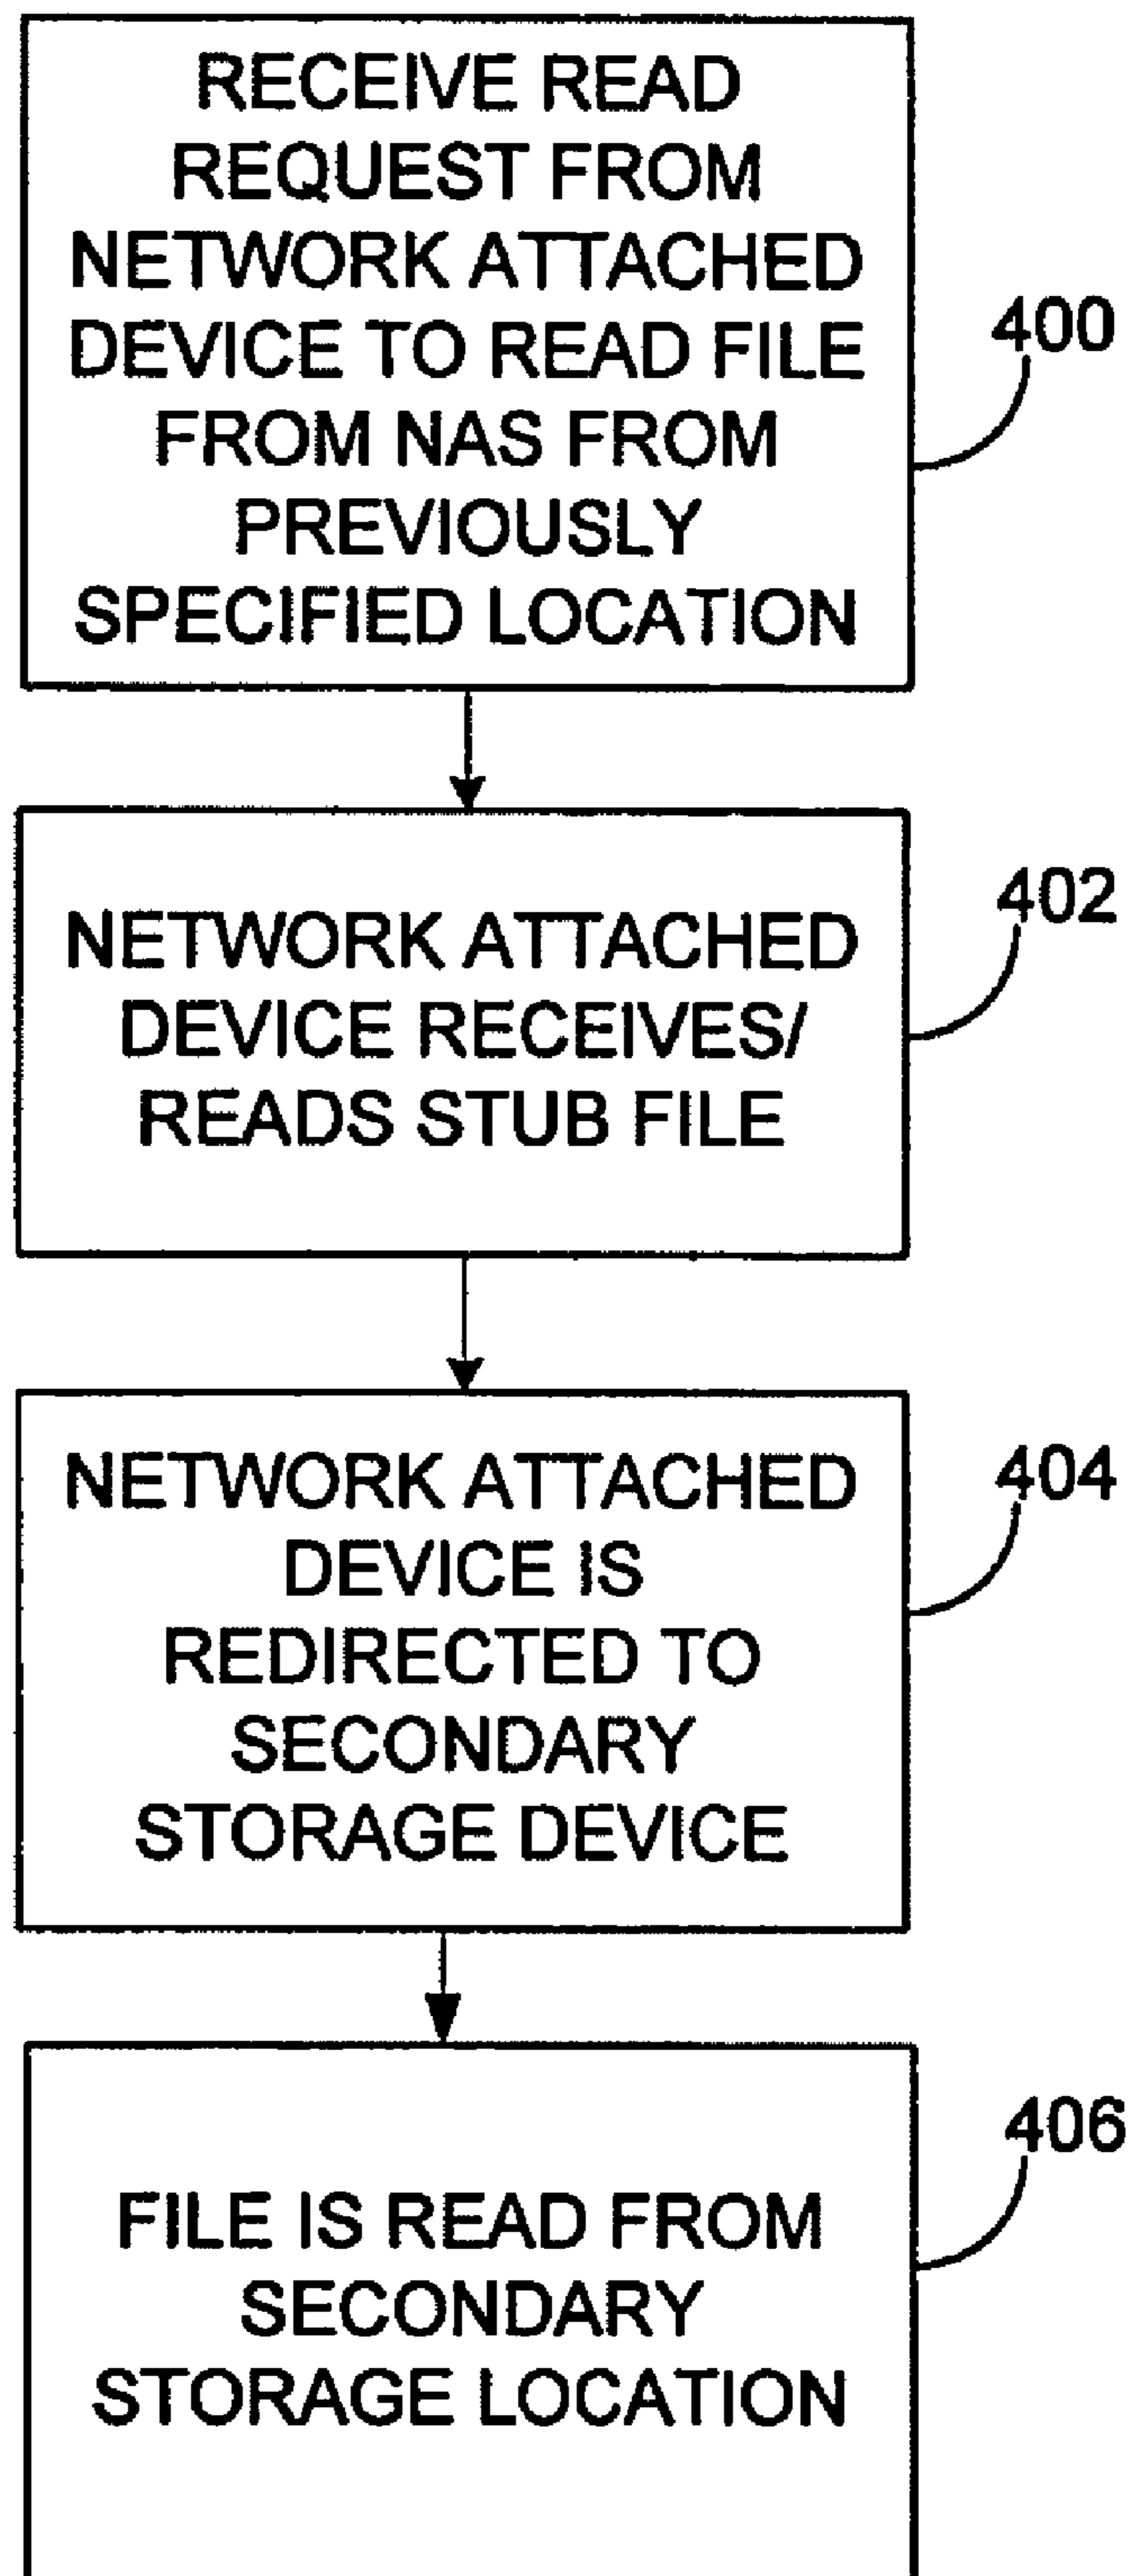 RECEIVE READ
REQUEST FROM
NETWORK ATTACHED
DEVICE TO READ FILE
FROM NAS FROM
PREVIOUSLY
SPECIFIED LOCATION
400
NETWORK ATTACHED
DEVICE RECEIVES/
READS STUB FILE
402
NETWORK ATTACHED
DEVICE IS
REDIRECTED TO
SECONDARY
STORAGE DEVICE
404
FILE IS READ FROM
SECONDARY
STORAGE LOCATION
406